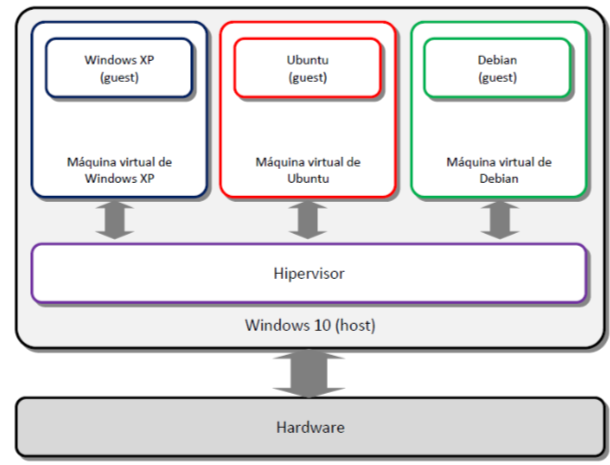 Windows XP
(guest)
Ubuntu
(guest)
Debian
(guest)
Máquina virtual de
Windows XP
Máquina virtual de
Ubuntu
Máquina virtual de
Debian
Hipervisor
Windows 10 (host)
Hardware